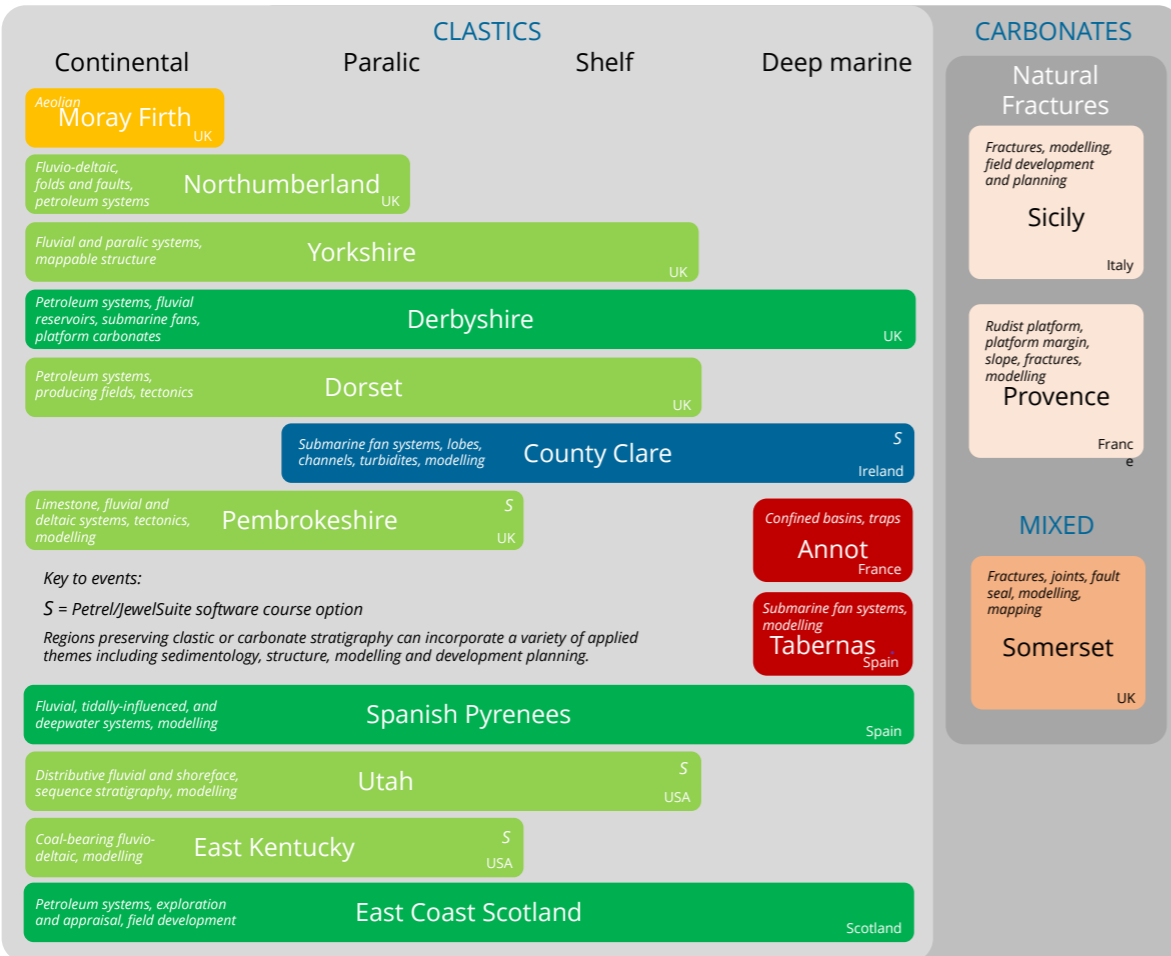 CLASTICS
Continental
Paralic
Shelf
Deep marine
Aeolian
Moray Firth
UK
Fluvio-deltaic,
folds and faults,
petroleum systems
Northumberland
UK
Fluvial and paralic systems,
mappable structure
Yorkshire
UK
Petroleum systems, fluvial
reservoirs, submarine fans,
platform carbonates
Derbyshire
UK
Petroleum systems,
producing fields, tectonics
Dorset
UK
Submarine fan systems, lobes,
channels, turbidites, modelling
County Clare
S
Ireland
Limestone, fluvial and
deltaic systems, tectonics,
modelling
Pembrokeshire
S
UK
Confined basins, traps
Annot
France
Key to events:
S = Petrel/JewelSuite software course option
Regions preserving clastic or carbonate stratigraphy can incorporate a variety of applied
themes including sedimentology, structure, modelling and development planning.
Submarine fan systems,
modelling
Tabernas
Spain
Fluvial, tidally-influenced, and
deepwater systems, modelling
Spanish Pyrenees
Spain
Distributive fluvial and shoreface,
sequence stratigraphy, modelling
Utah
S
USA
Coal-bearing fluvio-
deltaic, modelling
East Kentucky
S
USA
Petroleum systems, exploration
and appraisal, field development
East Coast Scotland
Scotland
CARBONATES
Natural
Fractures
Fractures, modelling,
field development
and planning
Sicily
Italy
Rudist platform,
platform margin,
slope, fractures,
modelling
Provence
Franc
e
MIXED
Fractures, joints, fault
seal, modelling,
mapping
Somerset
UK